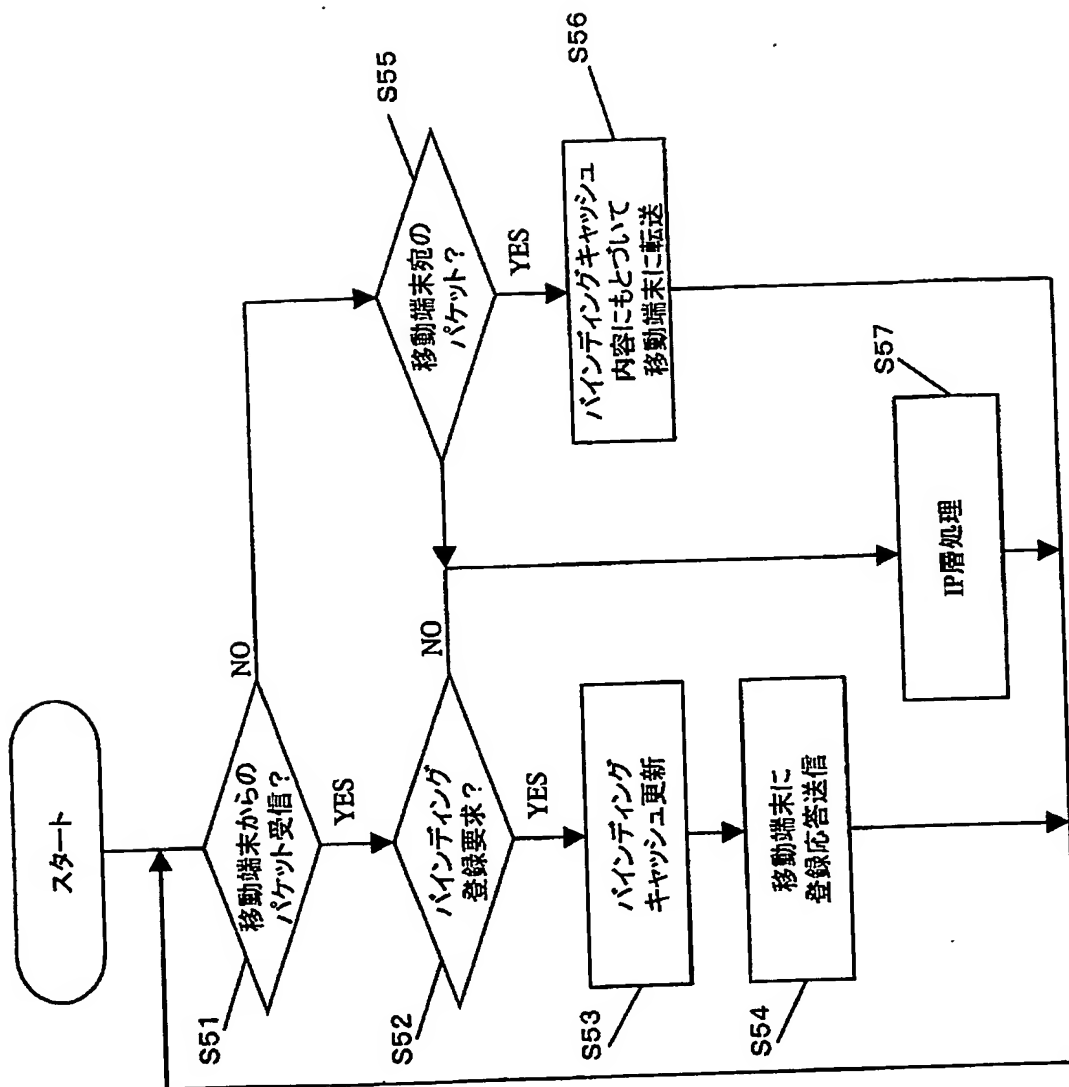 スタート
S51
移動端末からの
パケット受信？
NO
YES
S52
バインディング
登録要求？
NO
YES
S53
バインディング
キャッシュ更新
S54
移動端末に
登録応答送信
S55
移動端末宛の
パケット？
YES
S56
バインディングキャッシュ
内容にもとづいて
移動端末に転送
S57
IP層処理